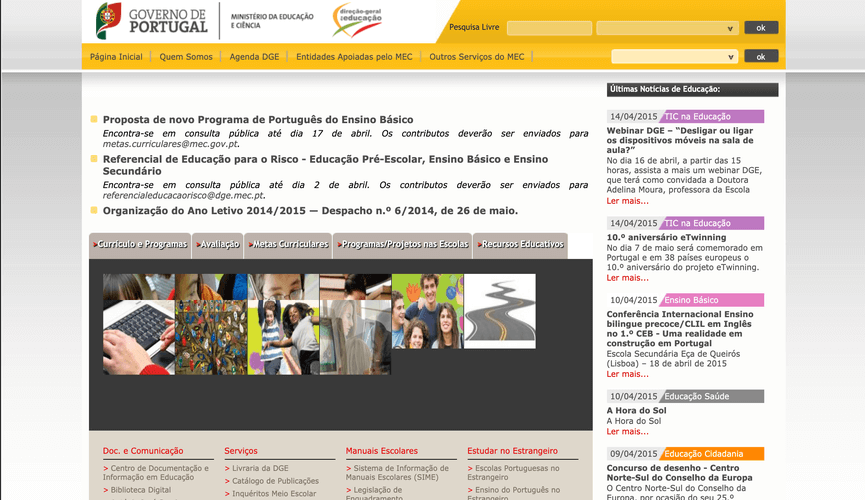 GOVERNO DE
PORTUGAL
MINISTÉRIO DA EDUCAÇÃO
E CIÊNCIA
direção-geral
da educação
Pesquisa Livre
ok
Página Inicial
Quem Somos
Agenda DGE
Entidades Apoiadas pelo MEC
Outros Serviços do MEC
ok
Proposta de novo Programa de Português do Ensino Básico
Encontra-se em consulta pública até dia 17 de abril. Os contributos deverão ser enviados para
metas.curriculares@mec.gov.pt.
Referencial de Educação para o Risco - Educação Pré-Escolar, Ensino Básico e Ensino
Secundário
Encontra-se em consulta pública até dia 2 de abril. Os contributos deverão ser enviados para
referencialeducacaorisco@dge.mec.pt.
Organização do Ano Letivo 2014/2015 — Despacho n.º 6/2014, de 26 de maio.
>Currículo e Programas
>Avaliação
>Metas Curriculares
>Programas/Projetos nas Escolas
>Recursos Educativos
Doc. e Comunicação
> Centro de Documentação e
Informação em Educação
> Biblioteca Digital
Serviços
> Livraria da DGE
> Catálogo de Publicações
> Inquéritos Meio Escolar
Manuais Escolares
> Sistema de Informação de
Manuais Escolares (SIME)
> Legislação de
Enquadramento
Estudar no Estrangeiro
> Escolas Portuguesas no
Estrangeiro
> Ensino do Português no
Estrangeiro
Últimas Notícias de Educação:
14/04/2015 TIC na Educação
Webinar DGE – “Desligar ou ligar
os dispositivos móveis na sala de
aula?”
No dia 16 de abril, a partir das 15
horas, assista a mais um webinar DGE,
que terá como convidada a Doutora
Adelina Moura, professora da Escola
Ler mais...
14/04/2015 TIC na Educação
10.º aniversário eTwinning
No dia 7 de maio será comemorado em
Portugal e em 38 países europeus o
10.º aniversário do projeto eTwinning.
Ler mais...
10/04/2015 Ensino Básico
Conferência Internacional Ensino
bilingue precoce/CLIL em Inglês
no 1.º CEB - Uma realidade em
construção em Portugal
Escola Secundária Eça de Queirós
(Lisboa) – 18 de abril de 2015
Ler mais...
10/04/2015 Educação Saúde
A Hora do Sol
A Hora do Sol
Ler mais...
09/04/2015 Educação Cidadania
Concurso de desenho - Centro
Norte-Sul do Conselho da Europa
O Centro Norte-Sul do Conselho da
Europa, por ocasião do seu 25.º